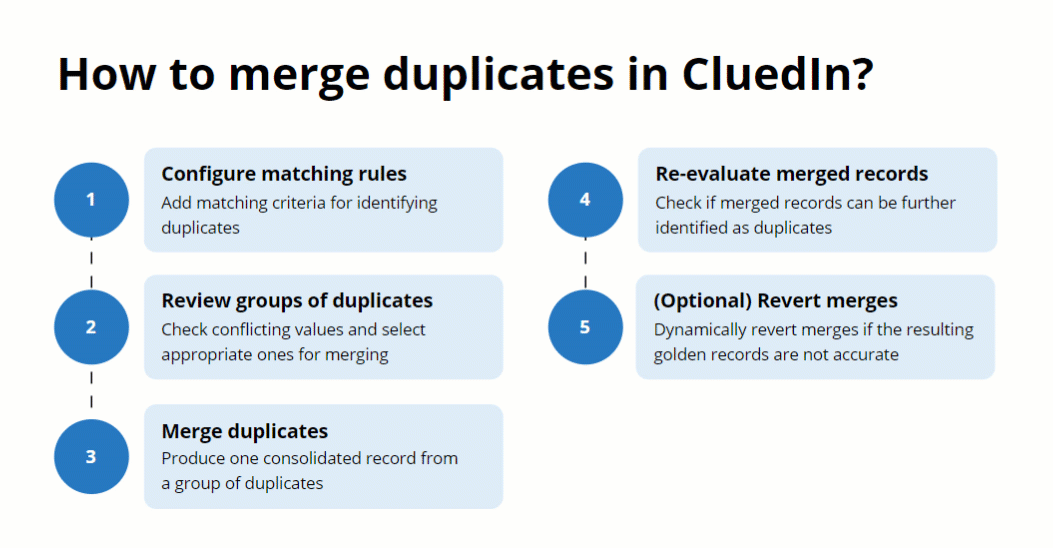 How to merge duplicates in CluedIn?
1
Configure matching rules
Add matching criteria for identifying
duplicates
2
Review groups of duplicates
Check conflicting values and select
appropriate ones for merging
3
Merge duplicates
Produce one consolidated record from
a group of duplicates
4
Re-evaluate merged records
Check if merged records can be further
identified as duplicates
5
(Optional) Revert merges
Dynamically revert merges if the resulting
golden records are not accurate